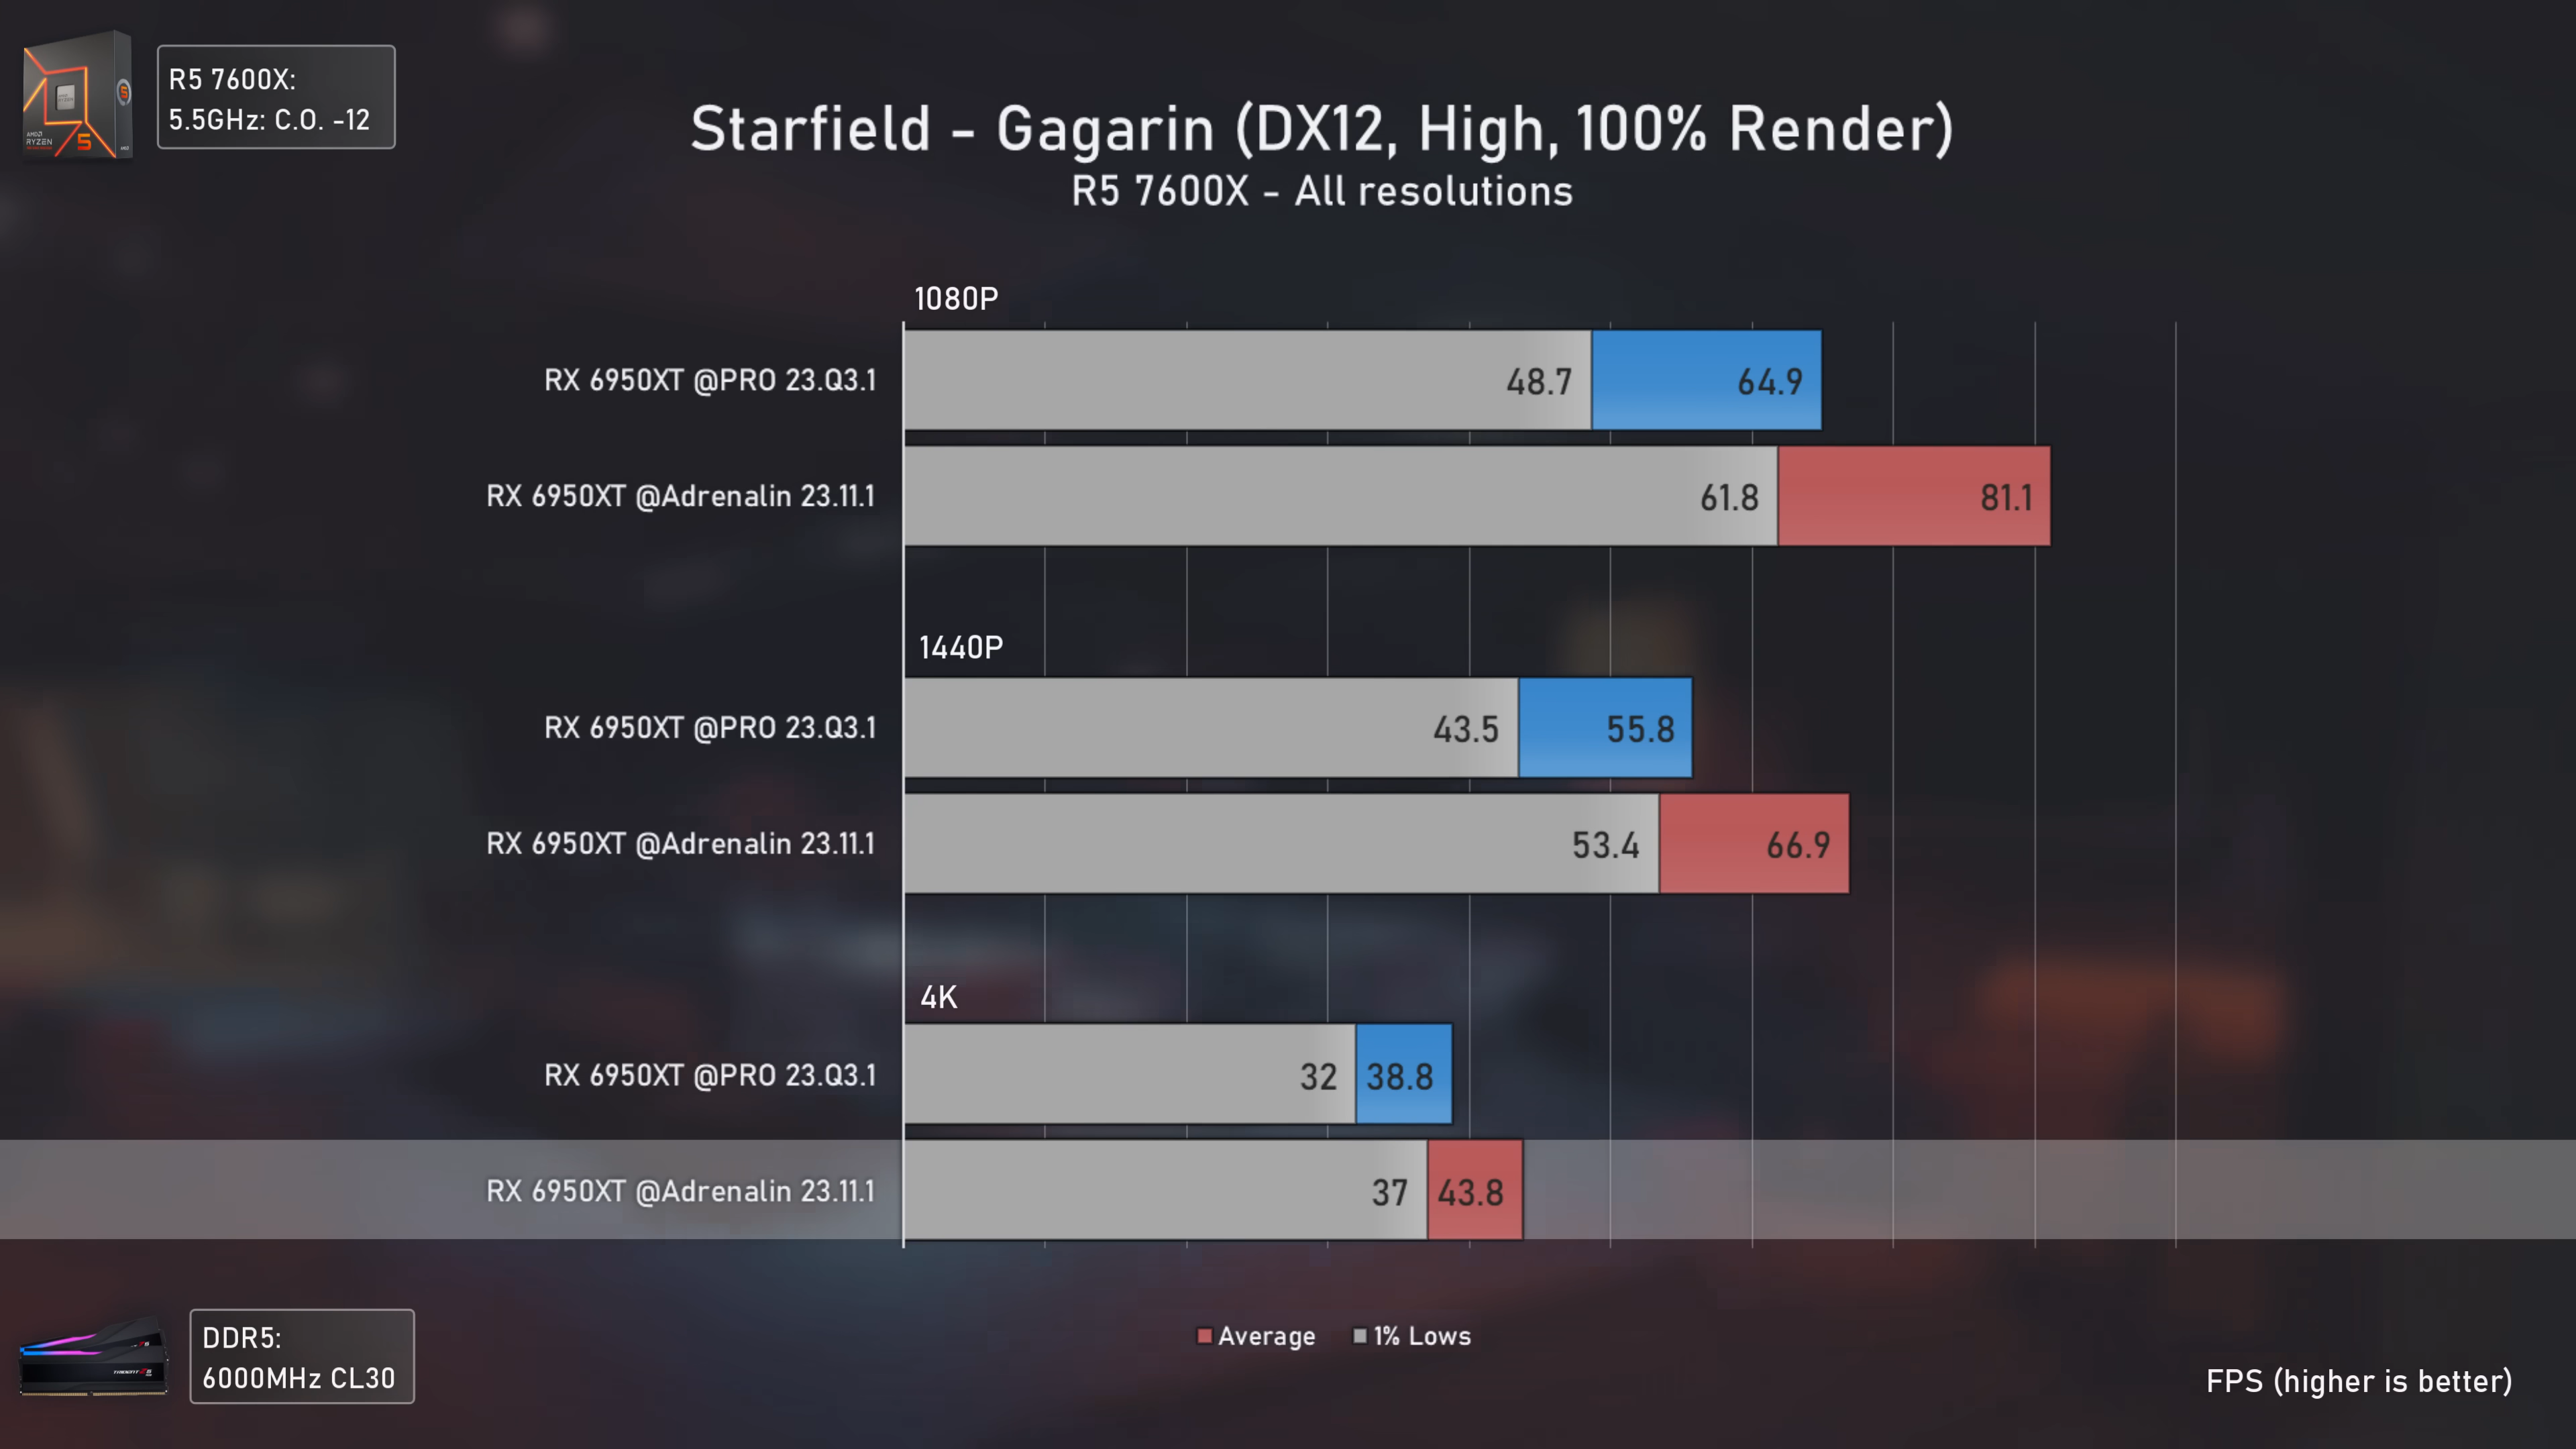 R5 7600X:
5.5GHz: C.O. -12
AMD
RYZEN
5
Starfield - Gagarin (DX12, High, 100% Render)
R5 7600X - All resolutions
1080P
RX 6950XT @PRO 23.Q3.1
48.7
64.9
RX 6950XT @Adrenalin 23.11.1
61.8
81.1
1440P
RX 6950XT @PRO 23.Q3.1
43.5
55.8
RX 6950XT @Adrenalin 23.11.1
53.4
66.9
4K
RX 6950XT @PRO 23.Q3.1
32
38.8
RX 6950XT @Adrenalin 23.11.1
37
43.8
DDR5:
6000MHz CL30
Average
1% Lows
FPS (higher is better)